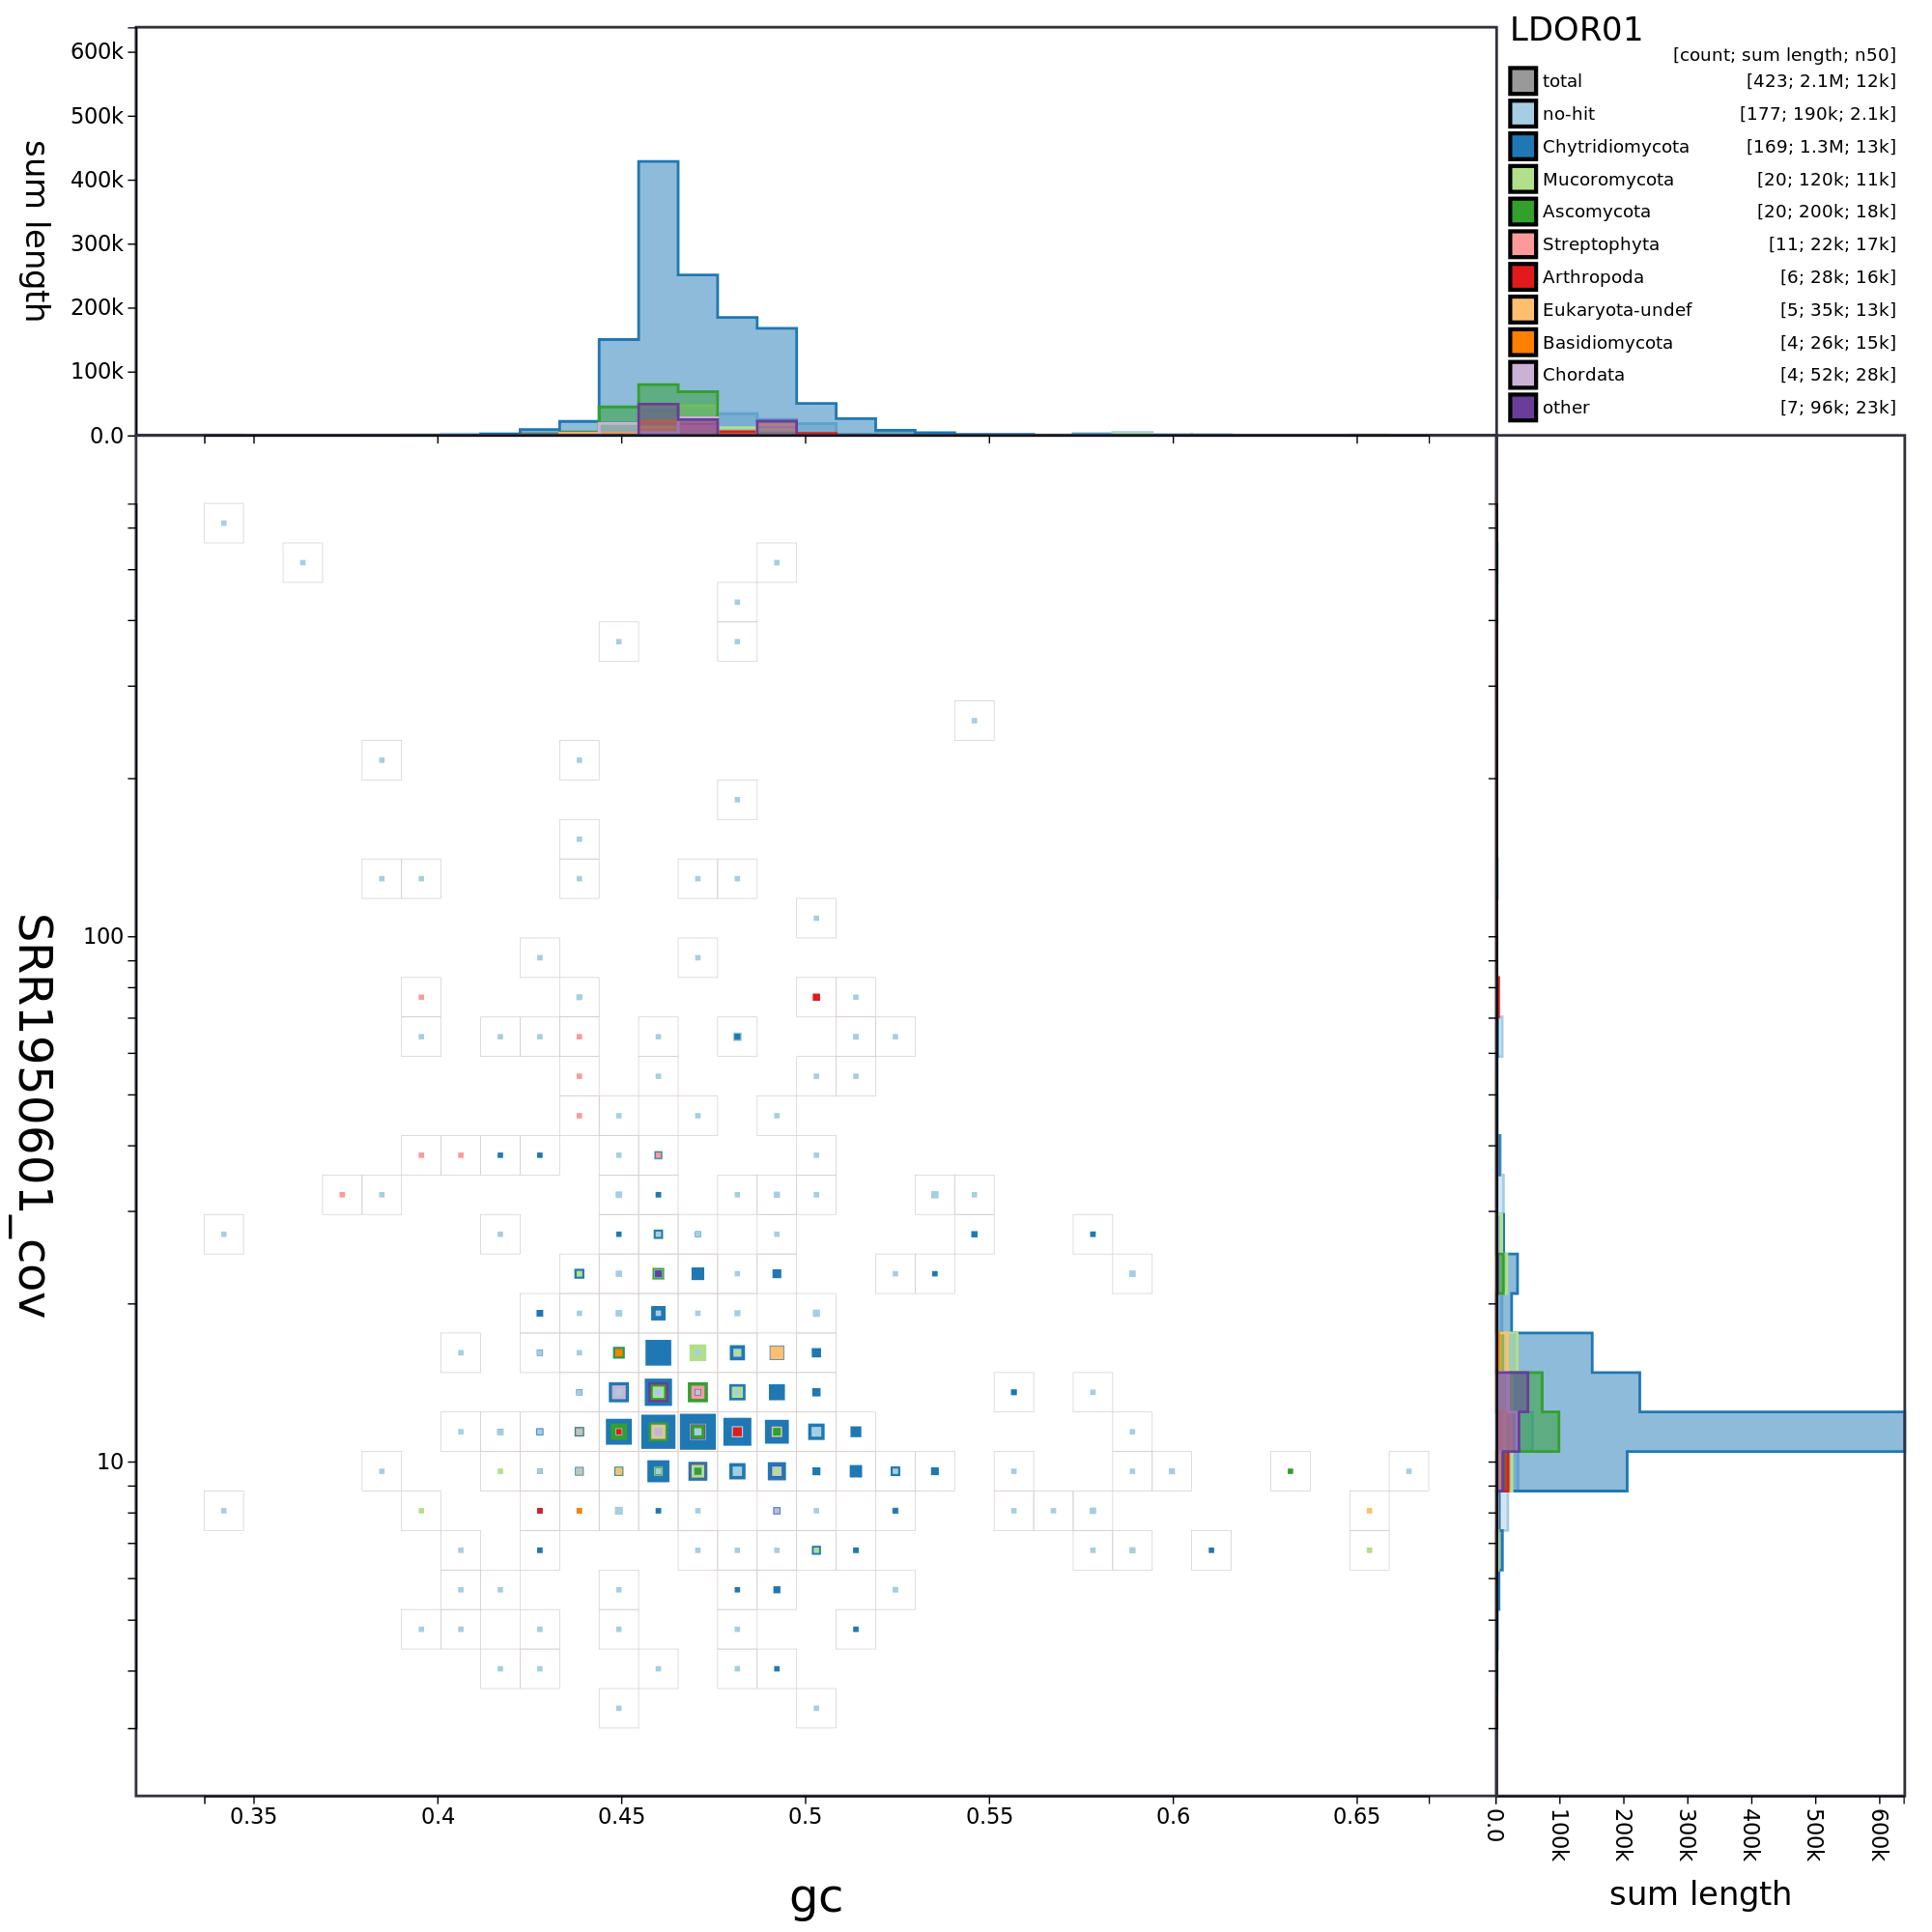 LDOR01
[count; sum length; n50]
total [423; 2.1M; 12k]
no-hit [177; 190k; 2.1k]
Chytridiomycota [169; 1.3M; 13k]
Mucoromycota [20; 120k; 11k]
Ascomycota [20; 200k; 18k]
Streptophyta [11; 22k; 17k]
Arthropoda [6; 28k; 16k]
Eukaryota-undef [5; 35k; 13k]
Basidiomycota [4; 26k; 15k]
Chordata [4; 52k; 28k]
other [7; 96k; 23k]
sum length
600k
500k
400k
300k
200k
100k
0.0
SRR1950601_cov
100
10
0.35 0.4 0.45 0.5 0.55 0.6 0.65
gc
0.0 100k 200k 300k 400k 500k 600k
sum length